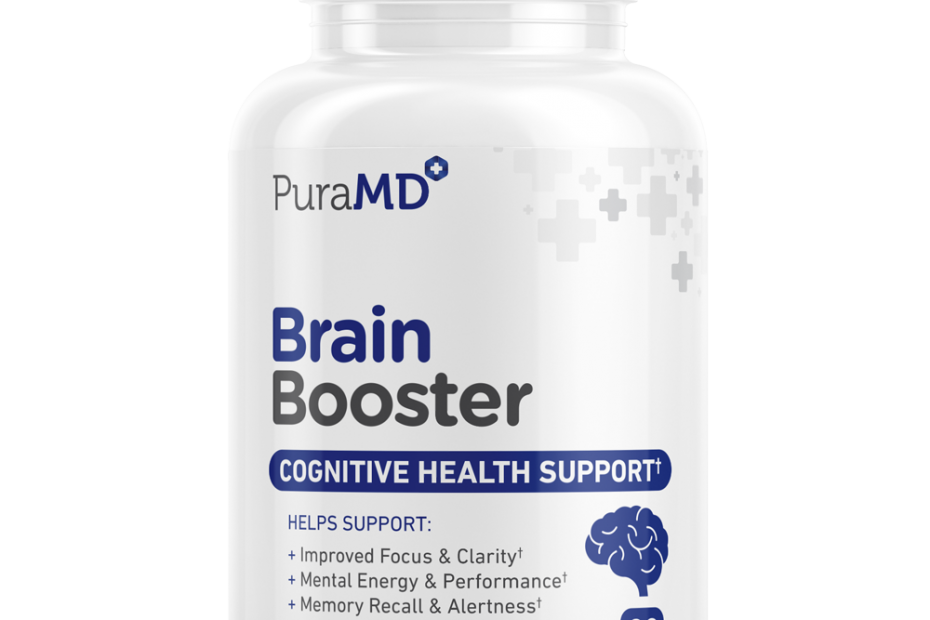 PuraMD
Brain
Booster
COGNITIVE HEALTH SUPPORT†
HELPS SUPPORT:
+ Improved Focus & Clarity†
+ Mental Energy & Performance†
+ Memory Recall & Alertness†